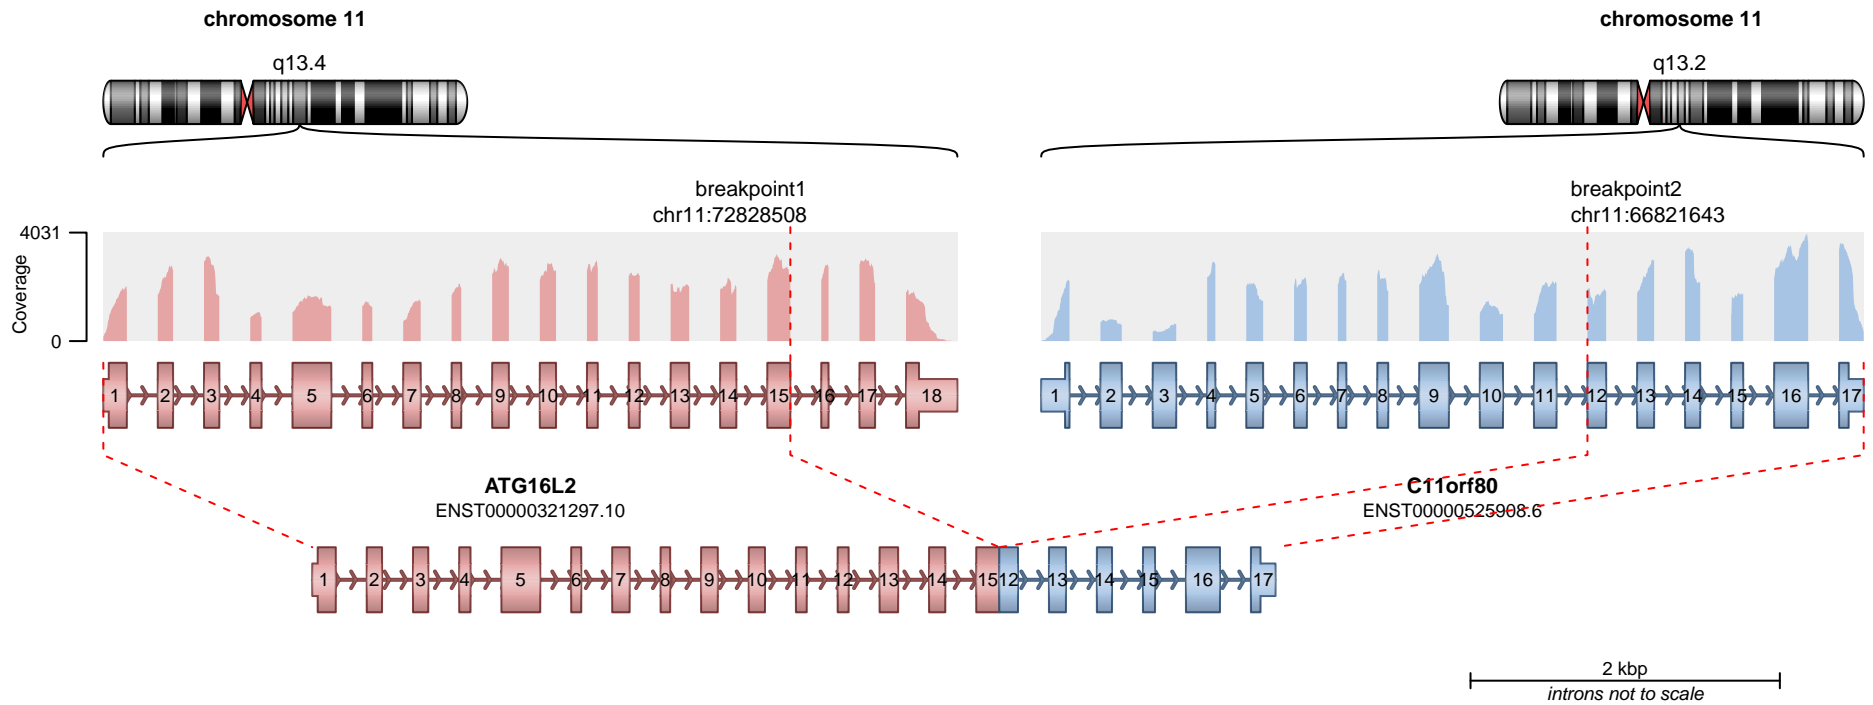 chromosome 11
chromosome 11
q13.4
q13.2
breakpoint1
chr11:72828508
breakpoint2
chr11:66821643
4031
Coverage
0
1 2 3 4 5 6 7 8 9 10 11 12 13 14 15 16 17 18
1 2 3 4 5 6 7 8 9 10 11 12 13 14 15 16 17
ATG16L2
ENST00000321297.10
C11orf80
ENST00000525908.6
1 2 3 4 5 6 7 8 9 10 11 12 13 14 15 12 13 14 15 16 17
2 kbp
introns not to scale